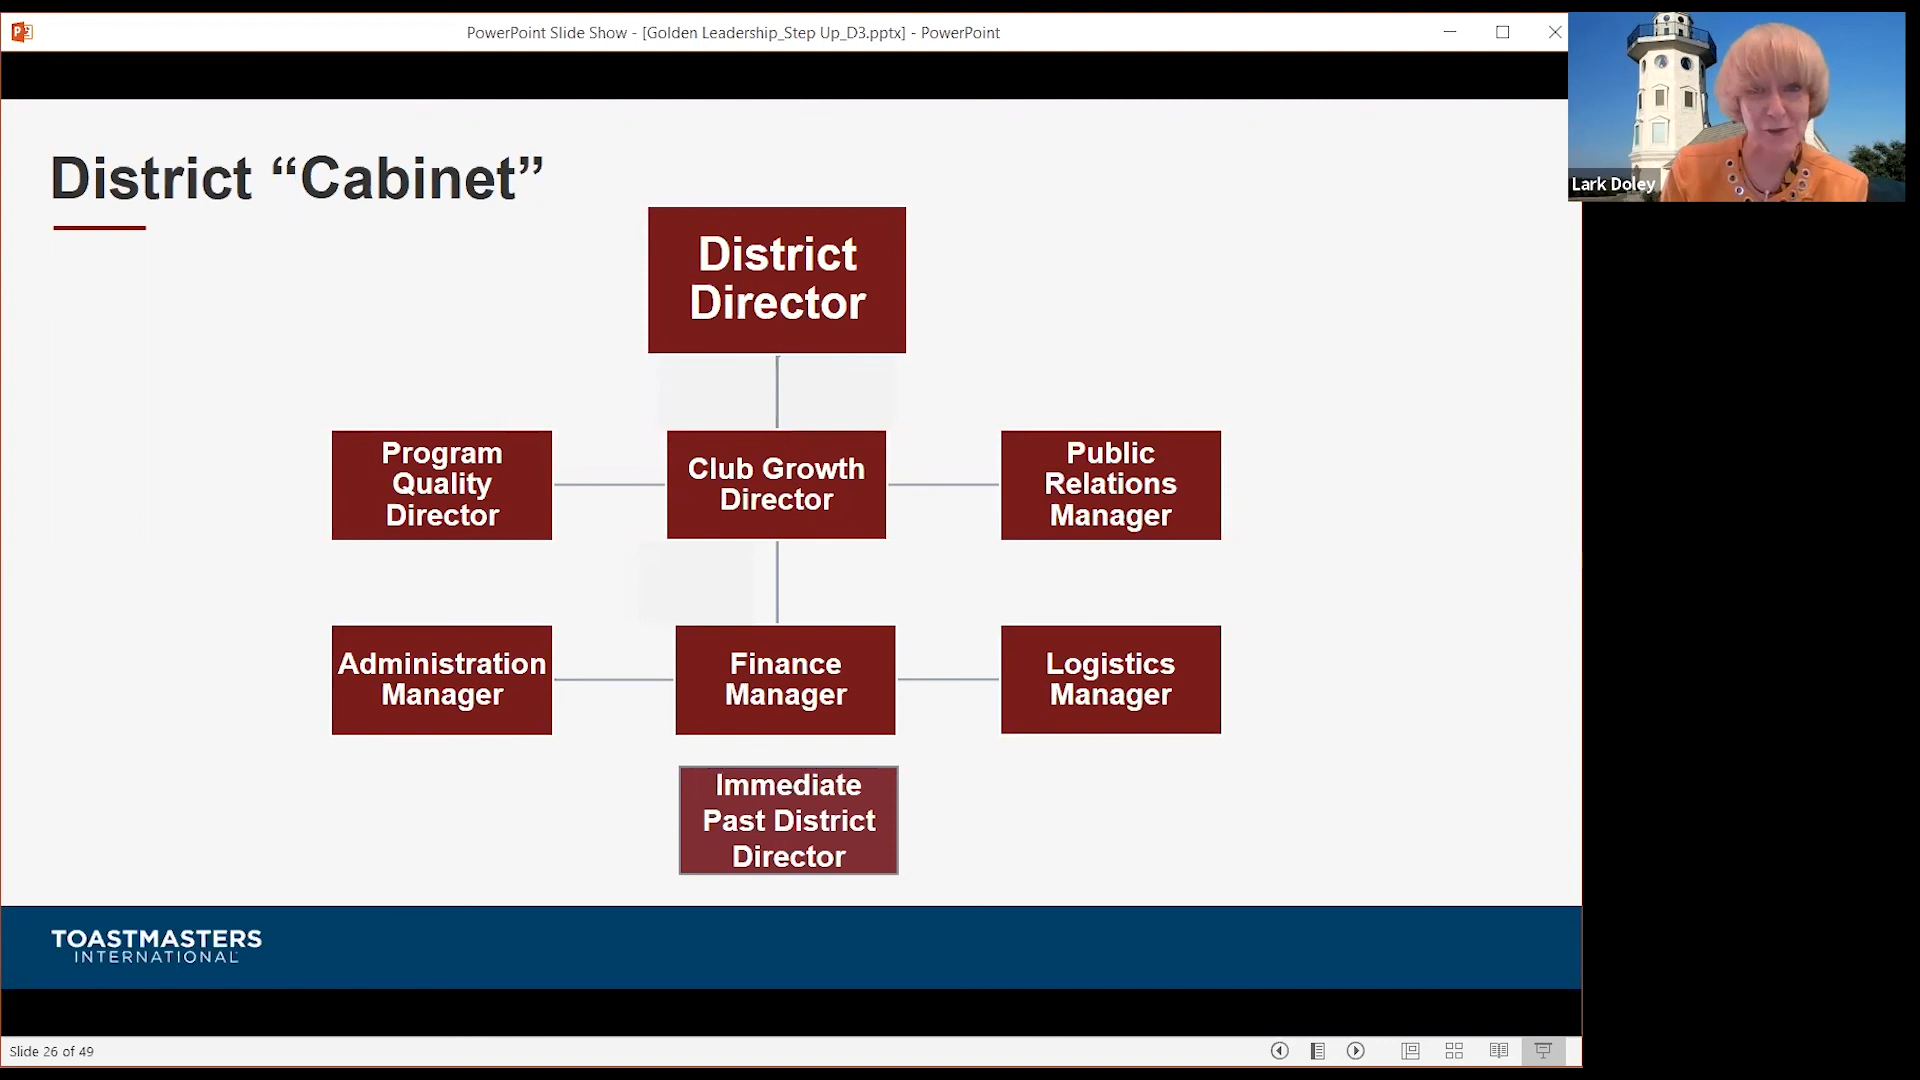 PowerPoint Slide Show - [Golden Leadership_Step Up_D3.pptx] - PowerPoint
Lark Doley
District “Cabinet”
District
Director
Program
Quality
Director
Club Growth
Director
Public
Relations
Manager
Administration
Manager
Finance
Manager
Logistics
Manager
Immediate
Past District
Director
TOASTMASTERS
INTERNATIONAL
Slide 26 of 49